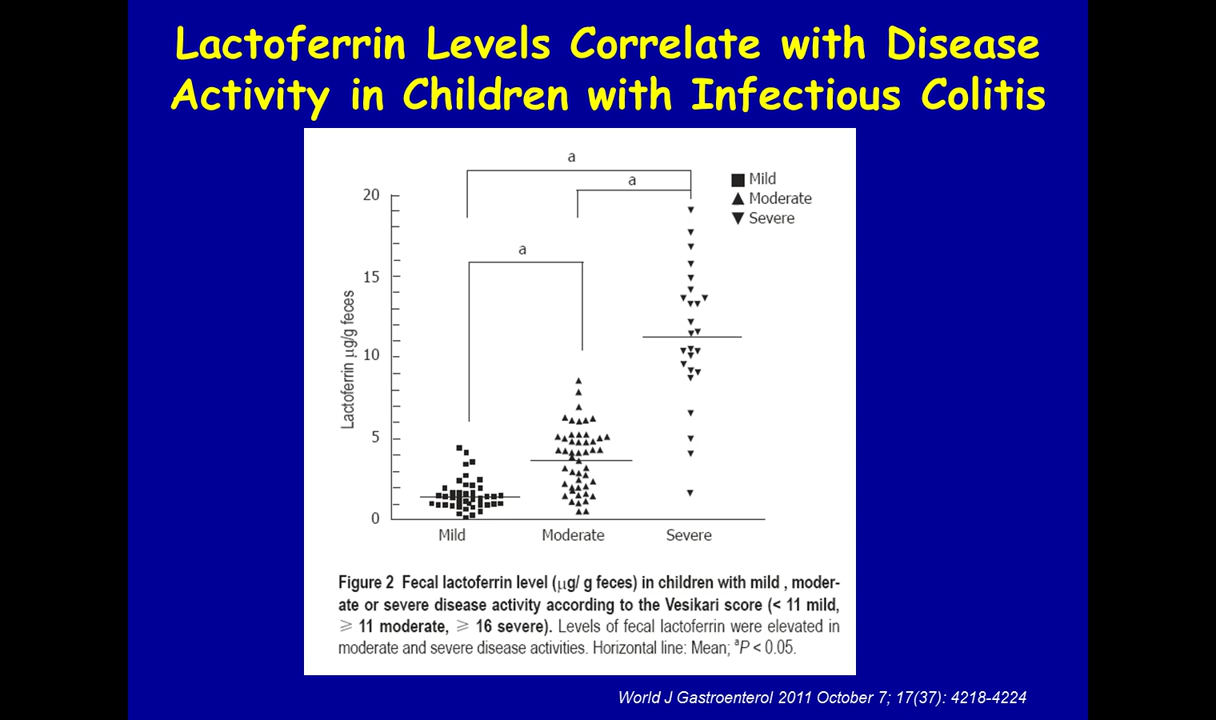 Lactoferrin Levels Correlate with Disease
Activity in Children with Infectious Colitis
a
a
a
Mild
Moderate
Severe
20
15
10
5
0
Lactoferrin μg/g feces
Mild
Moderate
Severe
Figure 2 Fecal lactoferrin level (μg/ g feces) in children with mild , moder-
ate or severe disease activity according to the Vesikari score (< 11 mild,
≥ 11 moderate, ≥ 16 severe). Levels of fecal lactoferrin were elevated in
moderate and severe disease activities. Horizontal line: Mean; ᵃP < 0.05.
World J Gastroenterol 2011 October 7; 17(37): 4218-4224